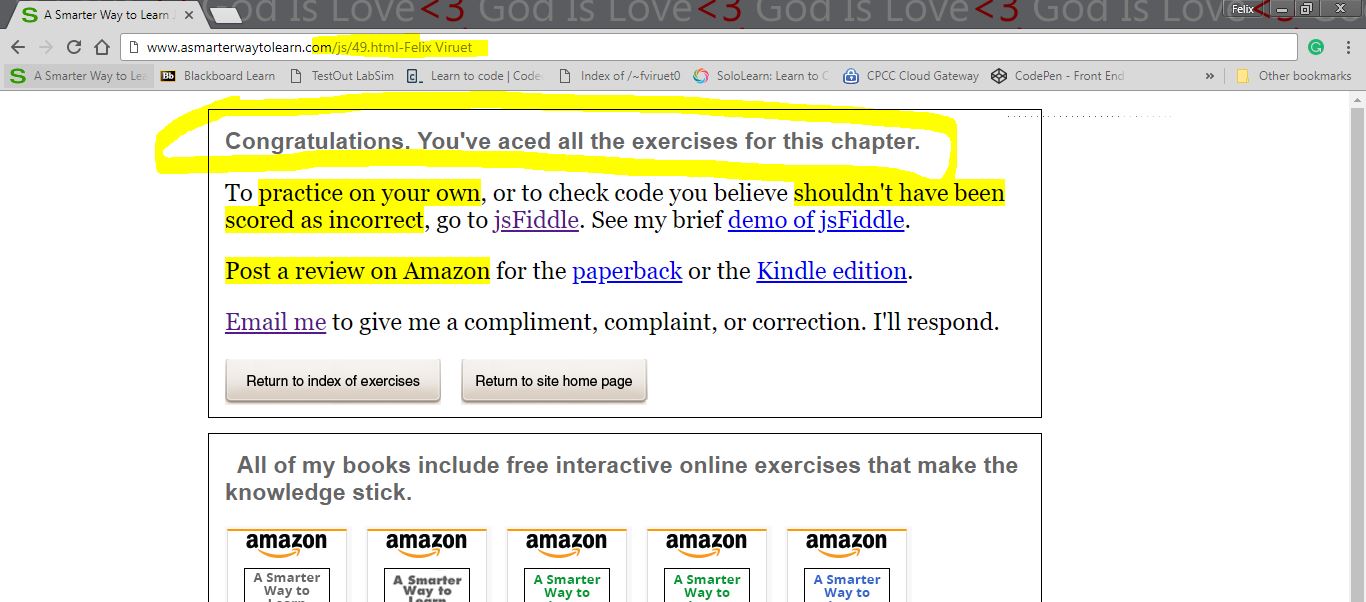 God Is Love<3 God Is Love<3 God Is Love<3 God Is Love<3
A Smarter Way to Learn Felix
www.asmarterwaytolearn.com/js/49.html-Felix Viruet
A Smarter Way to Lea Bb Blackboard Learn TestOut LabSim Learn to code | Code Index of /~fviruet0 SoloLearn: Learn to C CPCC Cloud Gateway CodePen - Front End » Other bookmarks
Congratulations. You've aced all the exercises for this chapter.
To practice on your own, or to check code you believe shouldn't have been
scored as incorrect, go to jsFiddle. See my brief demo of jsFiddle.
Post a review on Amazon for the paperback or the Kindle edition.
Email me to give me a compliment, complaint, or correction. I'll respond.
Return to index of exercises Return to site home page
All of my books include free interactive online exercises that make the
knowledge stick.
amazon amazon amazon amazon amazon
A Smarter A Smarter A Smarter A Smarter A Smarter
Way to Way to Way to Way to Way to
Learn Learn